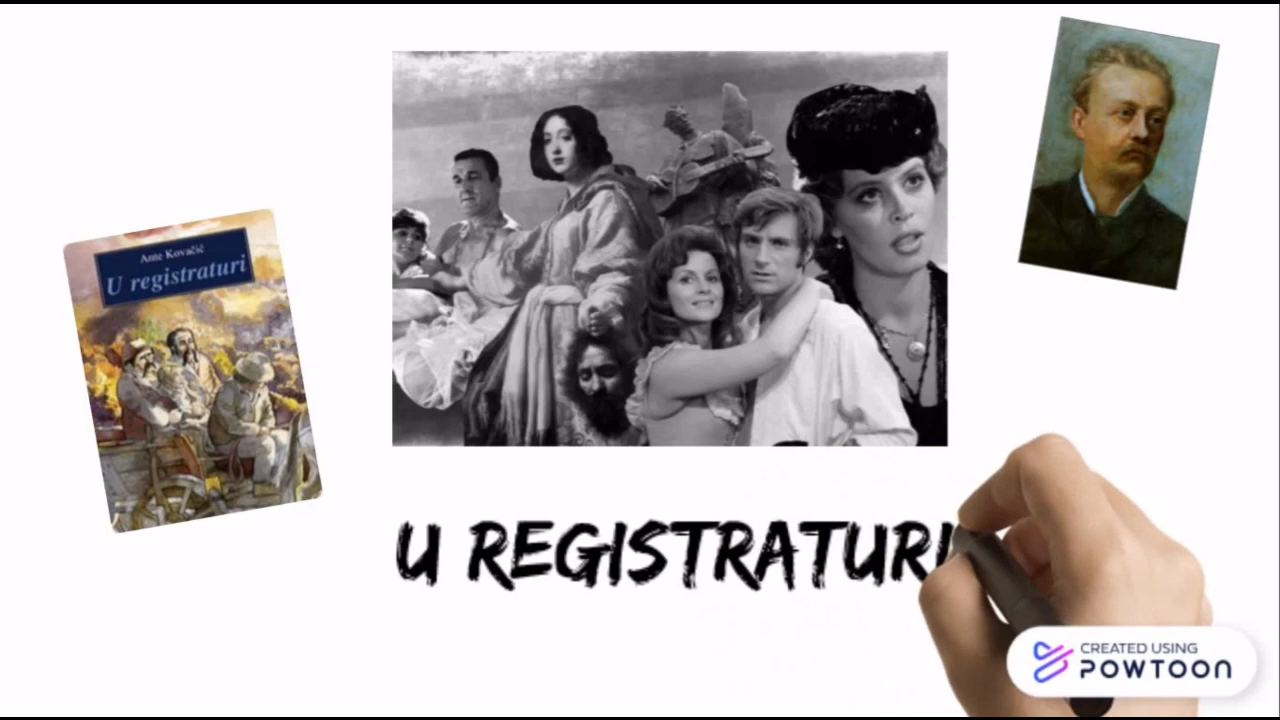 Ante Kovačić
U registraturi
U REGISTRATURI
CREATED USING
POWTOON